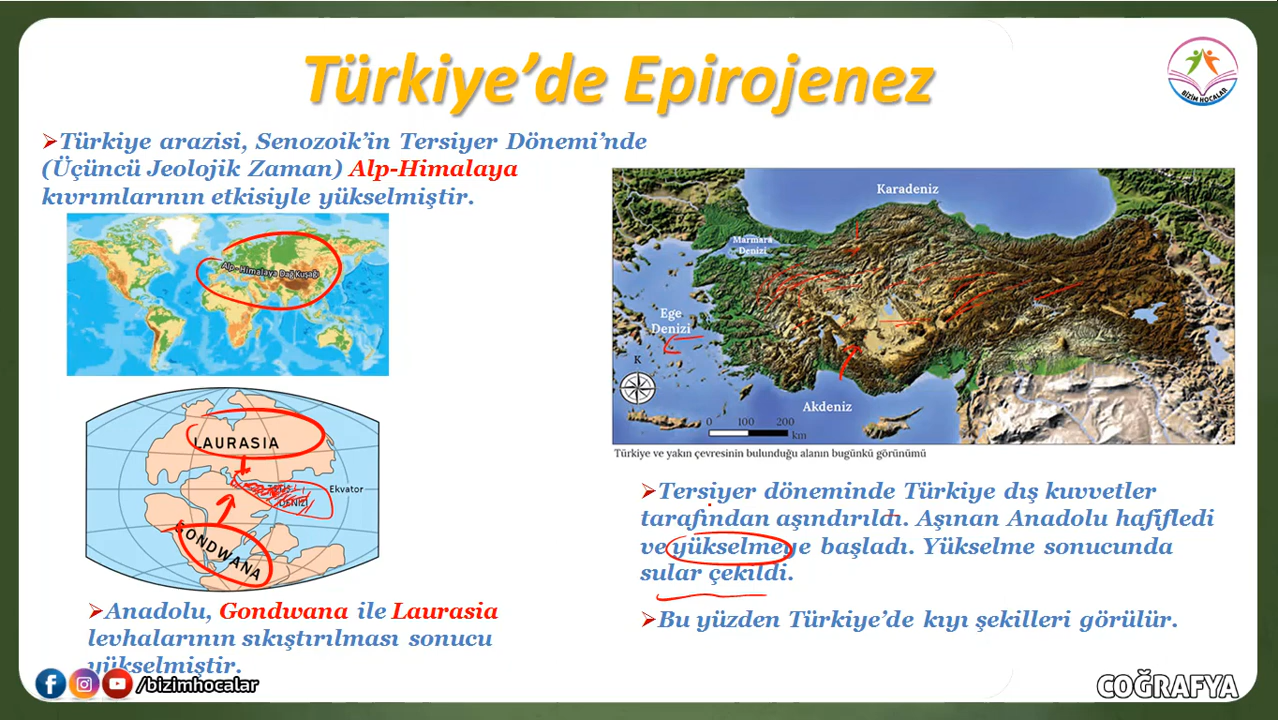 Türkiye’de Epirojenez
BİZİM HOCALAR
➢Türkiye arazisi, Senozoik’in Tersiyer Dönemi’nde
(Üçüncü Jeolojik Zaman) Alp-Himalaya
kıvrımlarının etkisiyle yükselmiştir.
Alp-Himalaya Dağ Kuşağı
LAURASIA
DENİZİ
Ekvator
GONDWANA
➢Anadolu, Gondwana ile Laurasia
levhalarının sıkıştırılması sonucu
yükselmiştir.
Karadeniz
Marmara
Denizi
Ege
Denizi
K
Akdeniz
0 100 200
km
Türkiye ve yakın çevresinin bulunduğu alanın bugünkü görünümü
➢Tersiyer döneminde Türkiye dış kuvvetler
tarafından aşındırıldı. Aşınan Anadolu hafifledi
ve yükselmeye başladı. Yükselme sonucunda
sular çekildi.
➢Bu yüzden Türkiye’de kıyı şekilleri görülür.
/bizimhocalar
COĞRAFYA